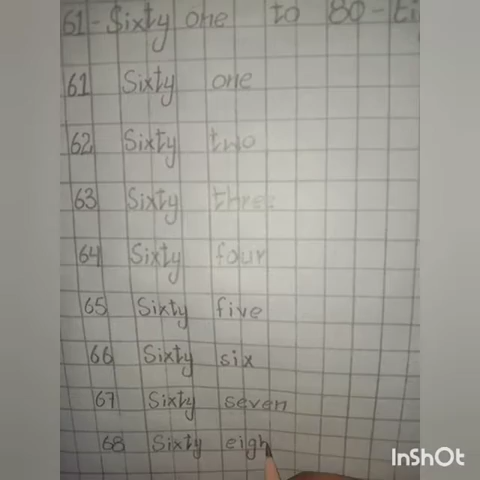 61-Sixty one to 80-Ei
61 Sixty one
62 Sixty two
63 Sixty three
64 Sixty four
65 Sixty five
66 Sixty six
67 Sixty seven
68 Sixty eigh
InShOt